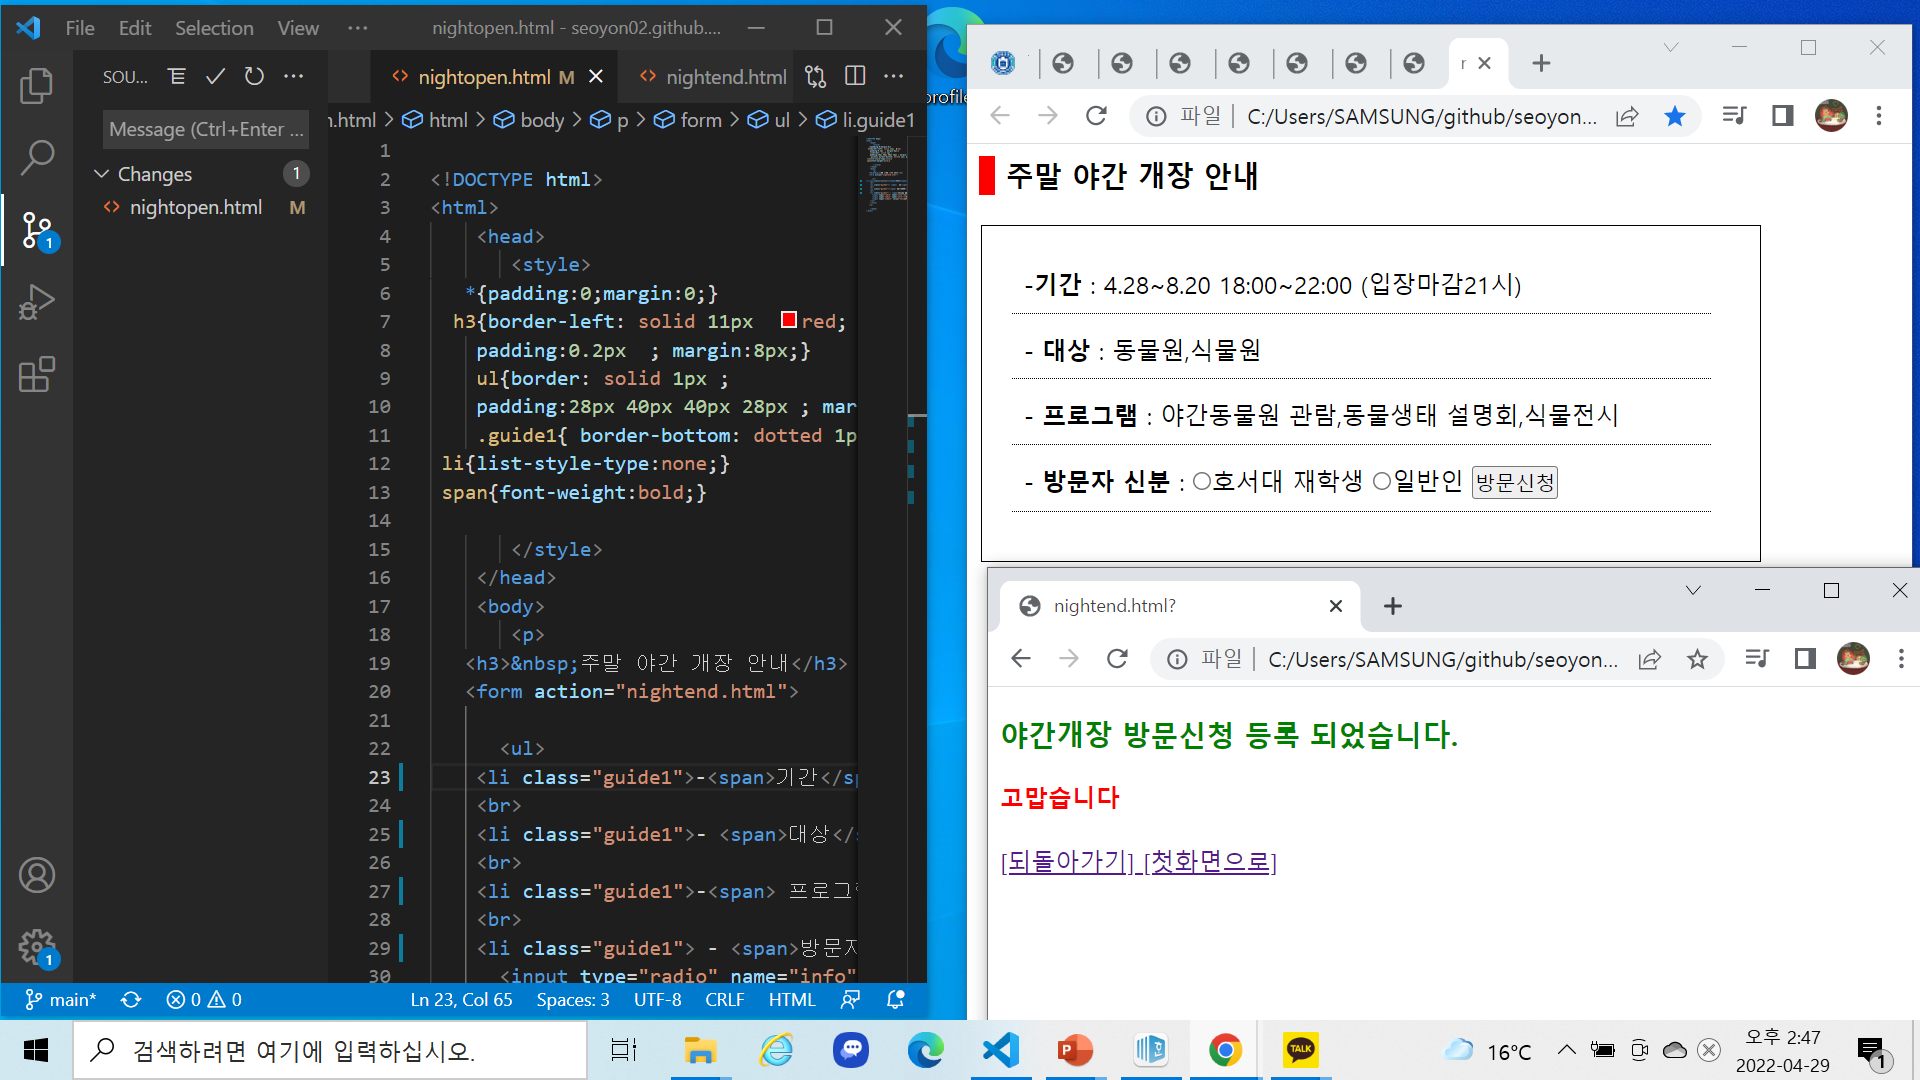 File Edit Selection View ··· nightopen.html - seoyon02.github....
SOU... ···
nightopen.html M
nightend.html ···
Message (Ctrl+Enter ...
Changes 1
nightopen.html M
1
.html > html > body > p > form > ul > li.guide1
1
2 <!DOCTYPE html>
3 <html>
4 <head>
5 <style>
6 *{padding:0;margin:0;}
7 h3{border-left: solid 11px red;
8 padding:0.2px ; margin:8px;}
9 ul{border: solid 1px ;
10 padding:28px 40px 40px 28px ; mar
11 .guide1{ border-bottom: dotted 1p
12 li{list-style-type:none;}
13 span{font-weight:bold;}
14
15 </style>
16 </head>
17 <body>
18 <p>
19 <h3>&nbsp;주말 야간 개장 안내</h3>
20 <form action="nightend.html">
21
22 <ul>
23 <li class="guide1">-<span>기간</sp
24 <br>
25 <li class="guide1">- <span>대상</
26 <br>
27 <li class="guide1">-<span> 프로그
28 <br>
29 <li class="guide1"> - <span>방문자
30 <input type="radio" name="info"
1
main* 0 0 Ln 23, Col 65 Spaces: 3 UTF-8 CRLF HTML
profile
파일 C:/Users/SAMSUNG/github/seoyon...
주말 야간 개장 안내
-기간 : 4.28~8.20 18:00~22:00 (입장마감21시)
- 대상 : 동물원,식물원
- 프로그램 : 야간동물원 관람,동물생태 설명회,식물전시
- 방문자 신분 : 호서대 재학생 일반인 방문신청
nightend.html?
파일 C:/Users/SAMSUNG/github/seoyon...
야간개장 방문신청 등록 되었습니다.
고맙습니다
[되돌아가기] [첫화면으로]
검색하려면 여기에 입력하십시오.
TALK
16°C
오후 2:47
2022-04-29
1